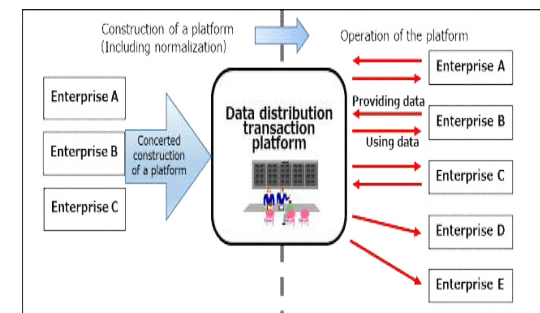 Construction of a platform
(Including normalization)
Operation of the platform
Enterprise A
Enterprise B
Enterprise C
Concerted
construction
of a platform
Data distribution
transaction
platform
Providing data
Using data
Enterprise A
Enterprise B
Enterprise C
Enterprise D
Enterprise E